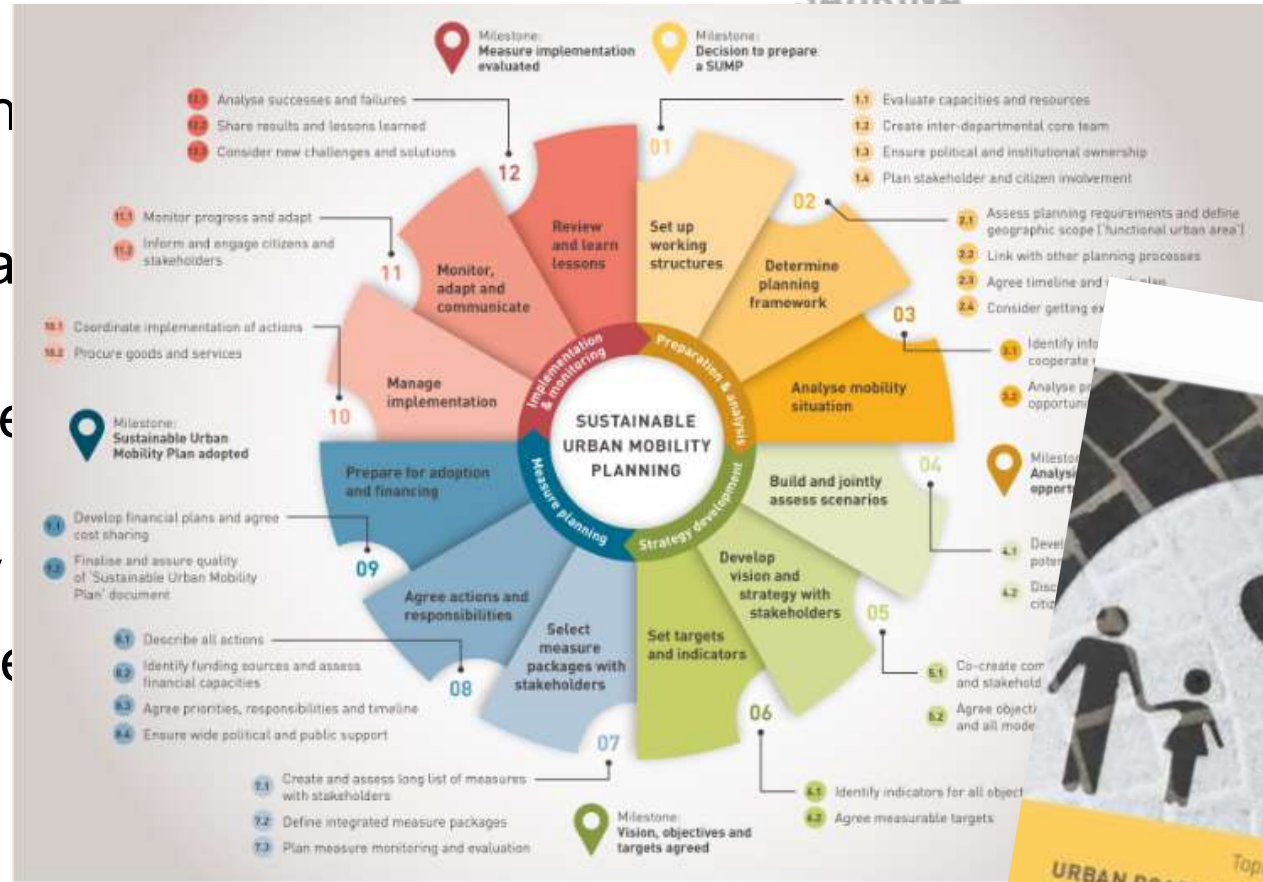 Milestone:
Measure implementation
evaluated
Milestone:
Decision to prepare
a SUMP
12.1 Analyse successes and failures
12.2 Share results and lessons learned
12.3 Consider new challenges and solutions
1.1 Evaluate capacities and resources
1.2 Create inter-departmental core team
1.3 Ensure political and institutional ownership
1.4 Plan stakeholder and citizen involvement
11.1 Monitor progress and adapt
11.2 Inform and engage citizens and
stakeholders
2.1 Assess planning requirements and define
geographic scope ('functional urban area')
2.2 Link with other planning processes
2.3 Agree timeline and
2.4 Consider getting
10.1 Coordinate implementation of actions
10.2 Procure goods and services
3.1 Identify
cooperate
3.2 Analyse
Milestone:
Sustainable Urban
Mobility Plan adopted
9.1 Develop financial plans and agree
cost sharing
9.2 Finalise and assure quality
of 'Sustainable Urban Mobility
Plan' document
4.1
4.2
8.1 Describe all actions
8.2 Identify funding sources and assess
financial capacities
8.3 Agree priorities, responsibilities and timeline
8.4 Ensure wide political and public support
5.1 Co-create
and
5.2 Agree
and all
7.1 Create and assess long list of measures
with stakeholders
7.2 Define integrated measure packages
7.3 Plan measure monitoring and evaluation
Milestone:
Vision, objectives and
targets agreed
6.1 Identify indicators for all
6.2 Agree measurable targets
01
Set up
working
structures
02
Determine
planning
framework
03
Analyse mobility
situation
04
Build and jointly
assess scenarios
05
Develop
vision and
strategy with
stakeholders
06
Set targets
and indicators
07
Select
measure
packages with
stakeholders
08
Agree actions and
responsibilities
09
Prepare for adoption
and financing
10
Manage
implementation
11
Monitor,
adapt and
communicate
12
Review
and learn
lessons
Preparation & analysis
Strategy development
Measure planning
Implementation
& monitoring
SUSTAINABLE
URBAN MOBILITY
PLANNING
URBAN